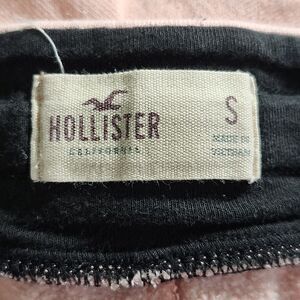 HOLLISTER
CALIFORNIA
S
MADE IN
VIETNAM